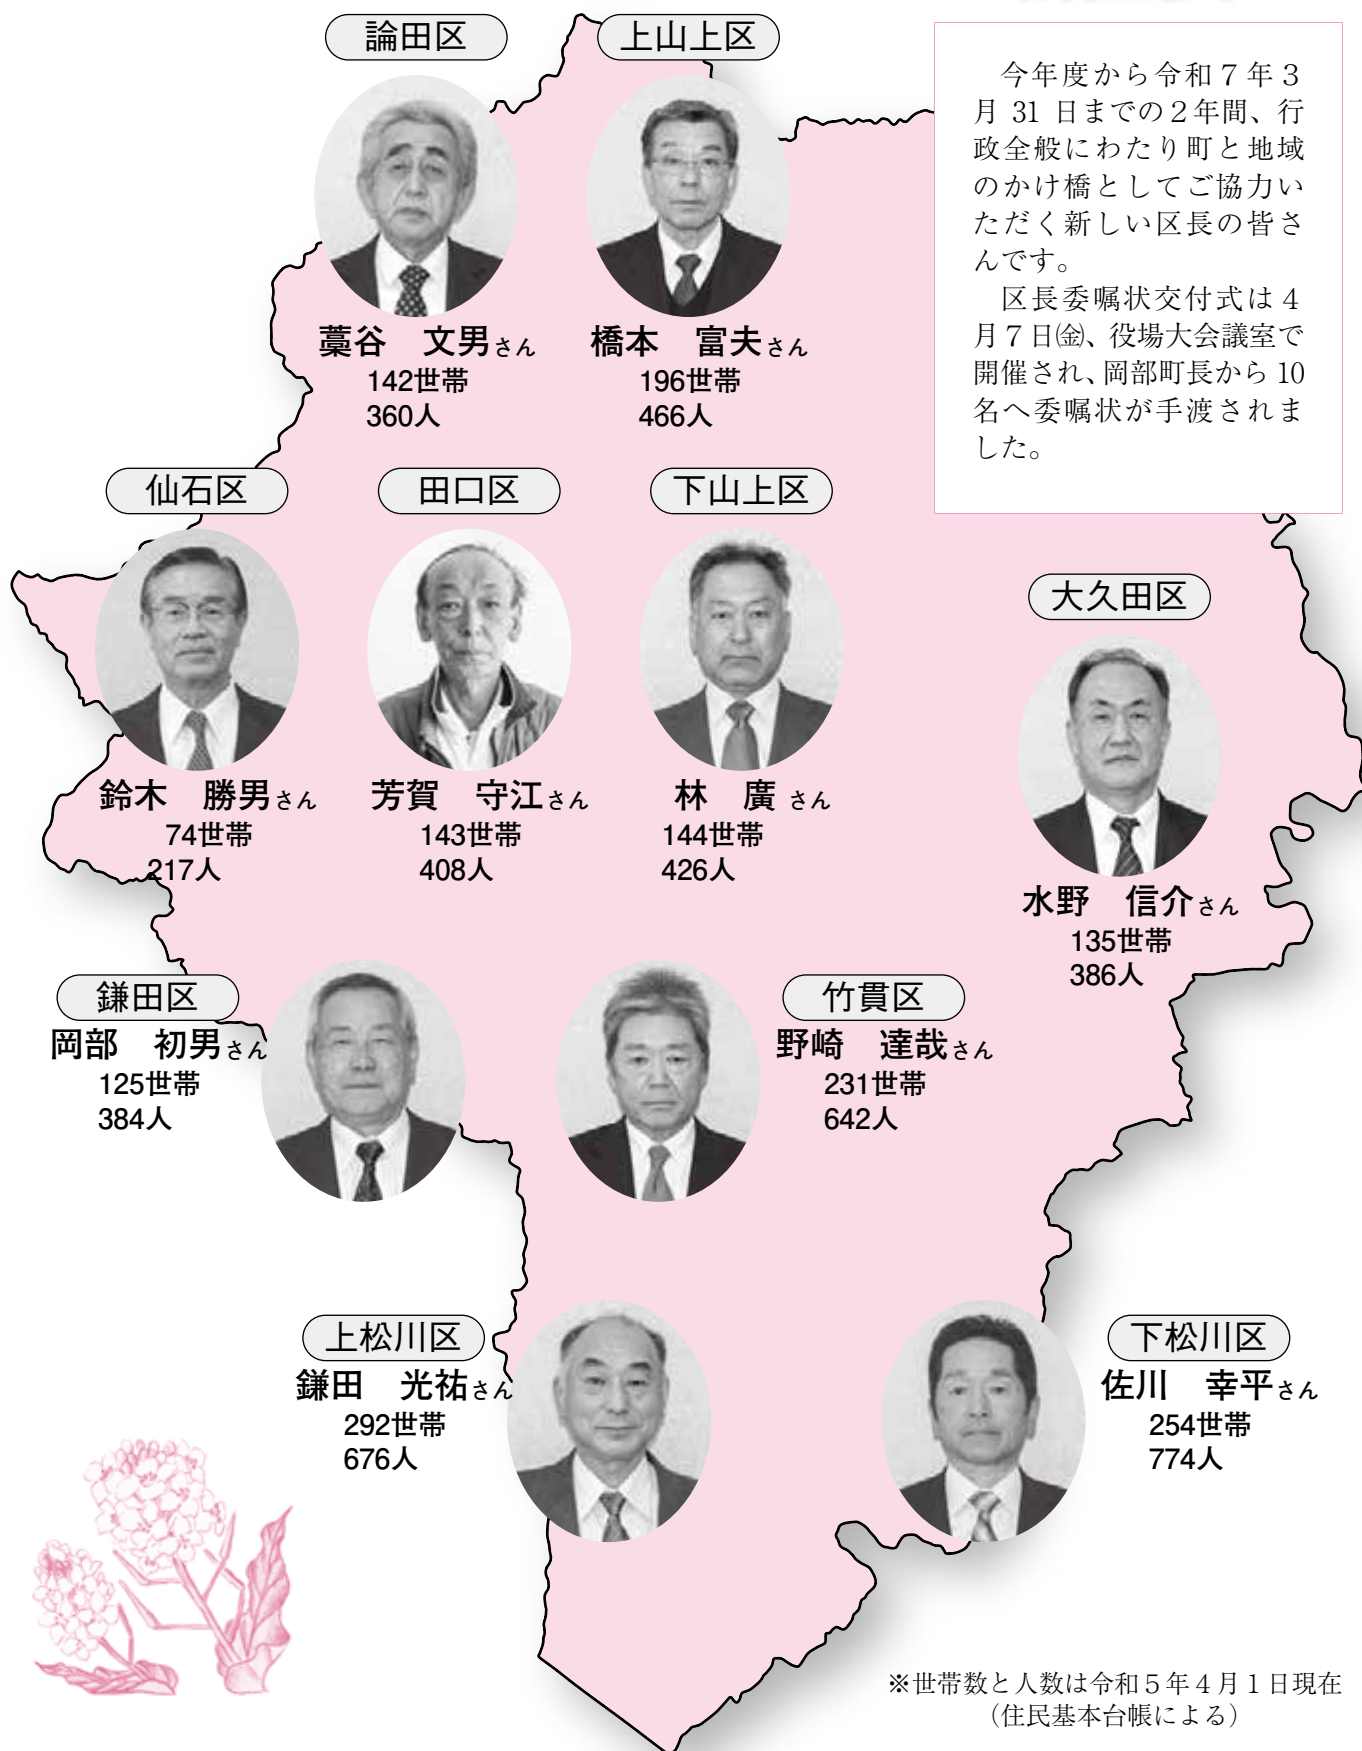 論田区
藁谷　文男さん
142世帯
360人
上山上区
橋本　富夫さん
196世帯
466人
今年度から令和７年３
月 31 日までの２年間、行
政全般にわたり町と地域
のかけ橋としてご協力い
ただく新しい区長の皆さ
んです。
区長委嘱状交付式は４
月７日㈮、役場大会議室で
開催され、岡部町長から 10
名へ委嘱状が手渡されま
した。
仙石区
鈴木　勝男さん
74世帯
217人
田口区
芳賀　守江さん
143世帯
408人
下山上区
林　廣 さん
144世帯
426人
大久田区
水野　信介さん
135世帯
386人
鎌田区
岡部　初男さん
125世帯
384人
竹貫区
野崎　達哉さん
231世帯
642人
上松川区
鎌田　光祐さん
292世帯
676人
下松川区
佐川　幸平さん
254世帯
774人
※世帯数と人数は令和５年４月１日現在
（住民基本台帳による）